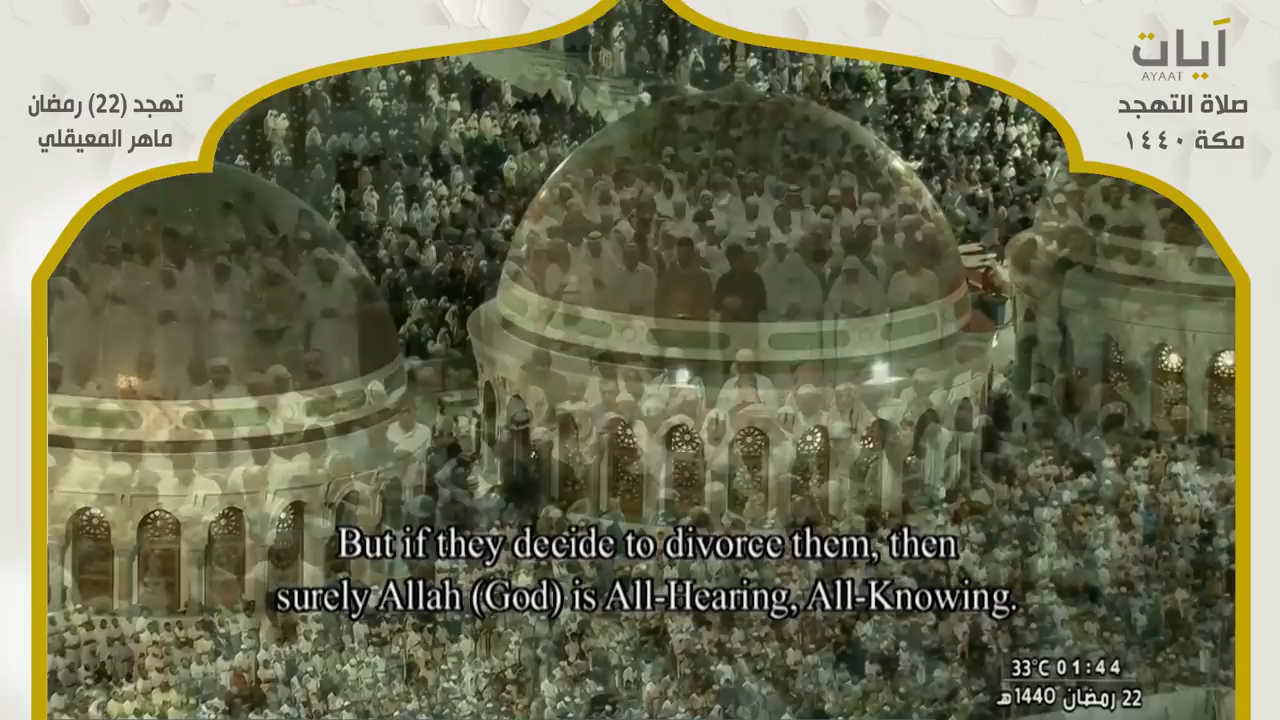 آيات
AYAAT
صلاة التهجد
مكة ١٤٤٠
تهجد (22) رمضان
ماهر المعيقلي
But if they decide to divorce them, then
surely Allah (God) is All-Hearing, All-Knowing.
33°C 01:44
22 رمضان 1440هـ